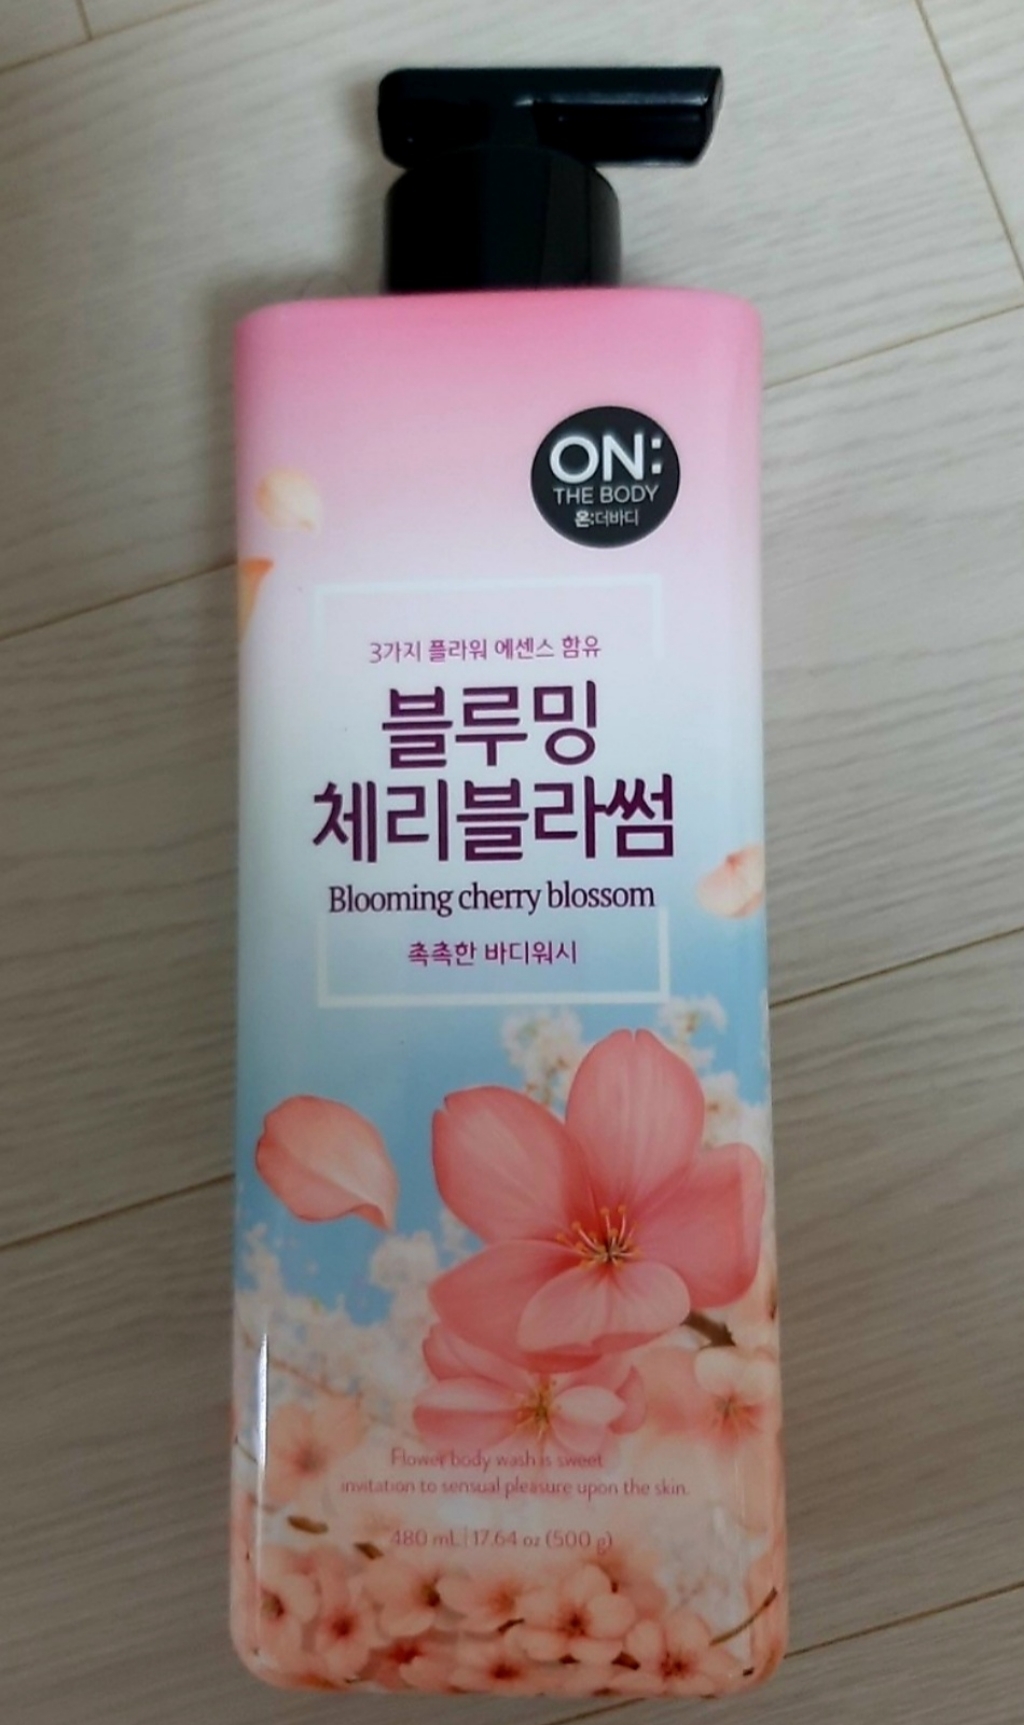 ON:
THE BODY
온:더바디
3가지 플라워 에센스 함유
블루밍
체리블라썸
Blooming cherry blossom
촉촉한 바디워시
Flower body wash is sweet
invitation to sensual pleasure upon the skin.
480 mL | 17.64 oz (500 g)